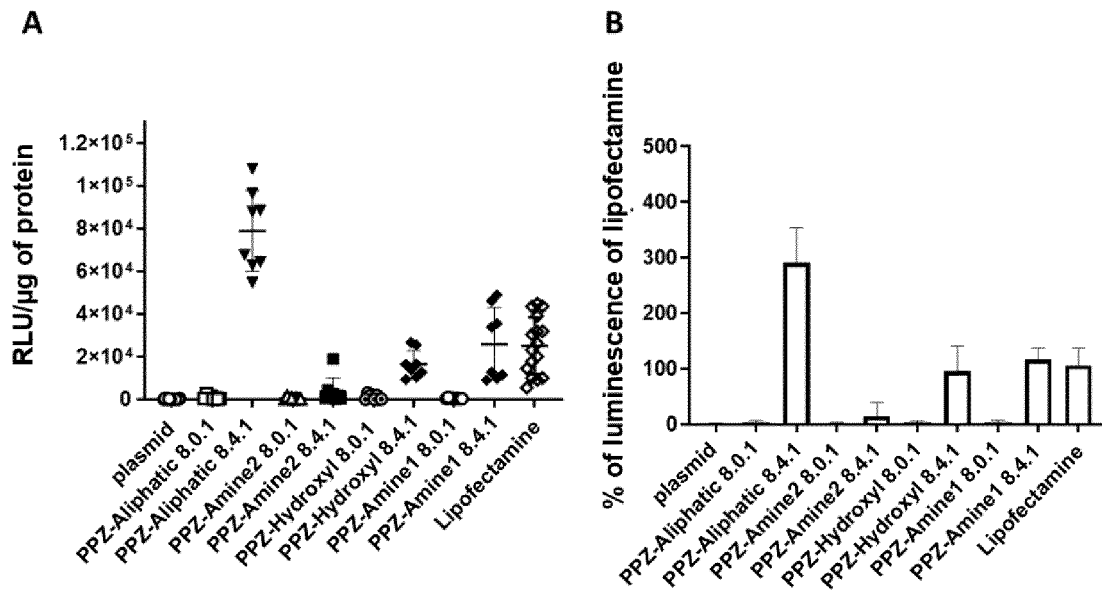 A
RLU/µg of protein
1.2×10⁵
1×10⁵
8×10⁴
6×10⁴
4×10⁴
2×10⁴
0
plasmid
PPZ-Aliphatic 8.0.1
PPZ-Aliphatic 8.4.1
PPZ-Amine2 8.0.1
PPZ-Amine2 8.4.1
PPZ-Hydroxyl 8.0.1
PPZ-Hydroxyl 8.4.1
PPZ-Amine1 8.0.1
PPZ-Amine1 8.4.1
Lipofectamine
B
% of luminescence of lipofectamine
500
400
300
200
100
0
plasmid
PPZ-Aliphatic 8.0.1
PPZ-Aliphatic 8.4.1
PPZ-Amine2 8.0.1
PPZ-Amine2 8.4.1
PPZ-Hydroxyl 8.0.1
PPZ-Hydroxyl 8.4.1
PPZ-Amine1 8.0.1
PPZ-Amine1 8.4.1
Lipofectamine